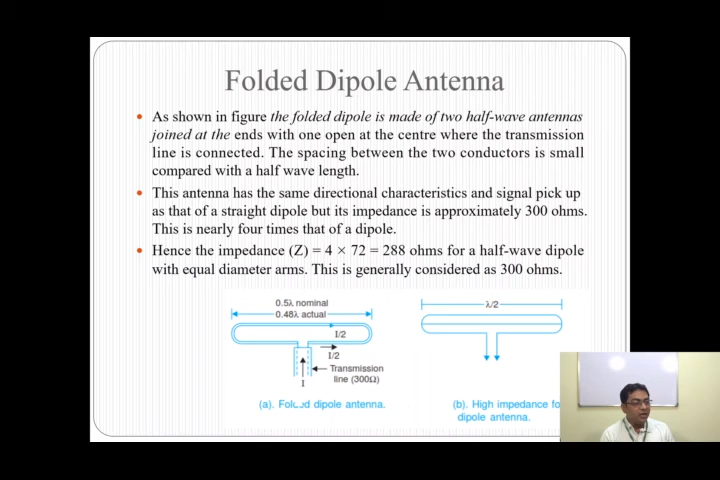 Folded Dipole Antenna
• As shown in figure the folded dipole is made of two half-wave antennas
joined at the ends with one open at the centre where the transmission
line is connected. The spacing between the two conductors is small
compared with a half wave length.
• This antenna has the same directional characteristics and signal pick up
as that of a straight dipole but its impedance is approximately 300 ohms.
This is nearly four times that of a dipole.
• Hence the impedance (Z) = 4 × 72 = 288 ohms for a half-wave dipole
with equal diameter arms. This is generally considered as 300 ohms.
0.5λ nominal
0.48λ actual
I/2
I/2
Transmission
line (300Ω)
I
(a). Folded dipole antenna.
λ/2
(b). High impedance fo
dipole antenna.